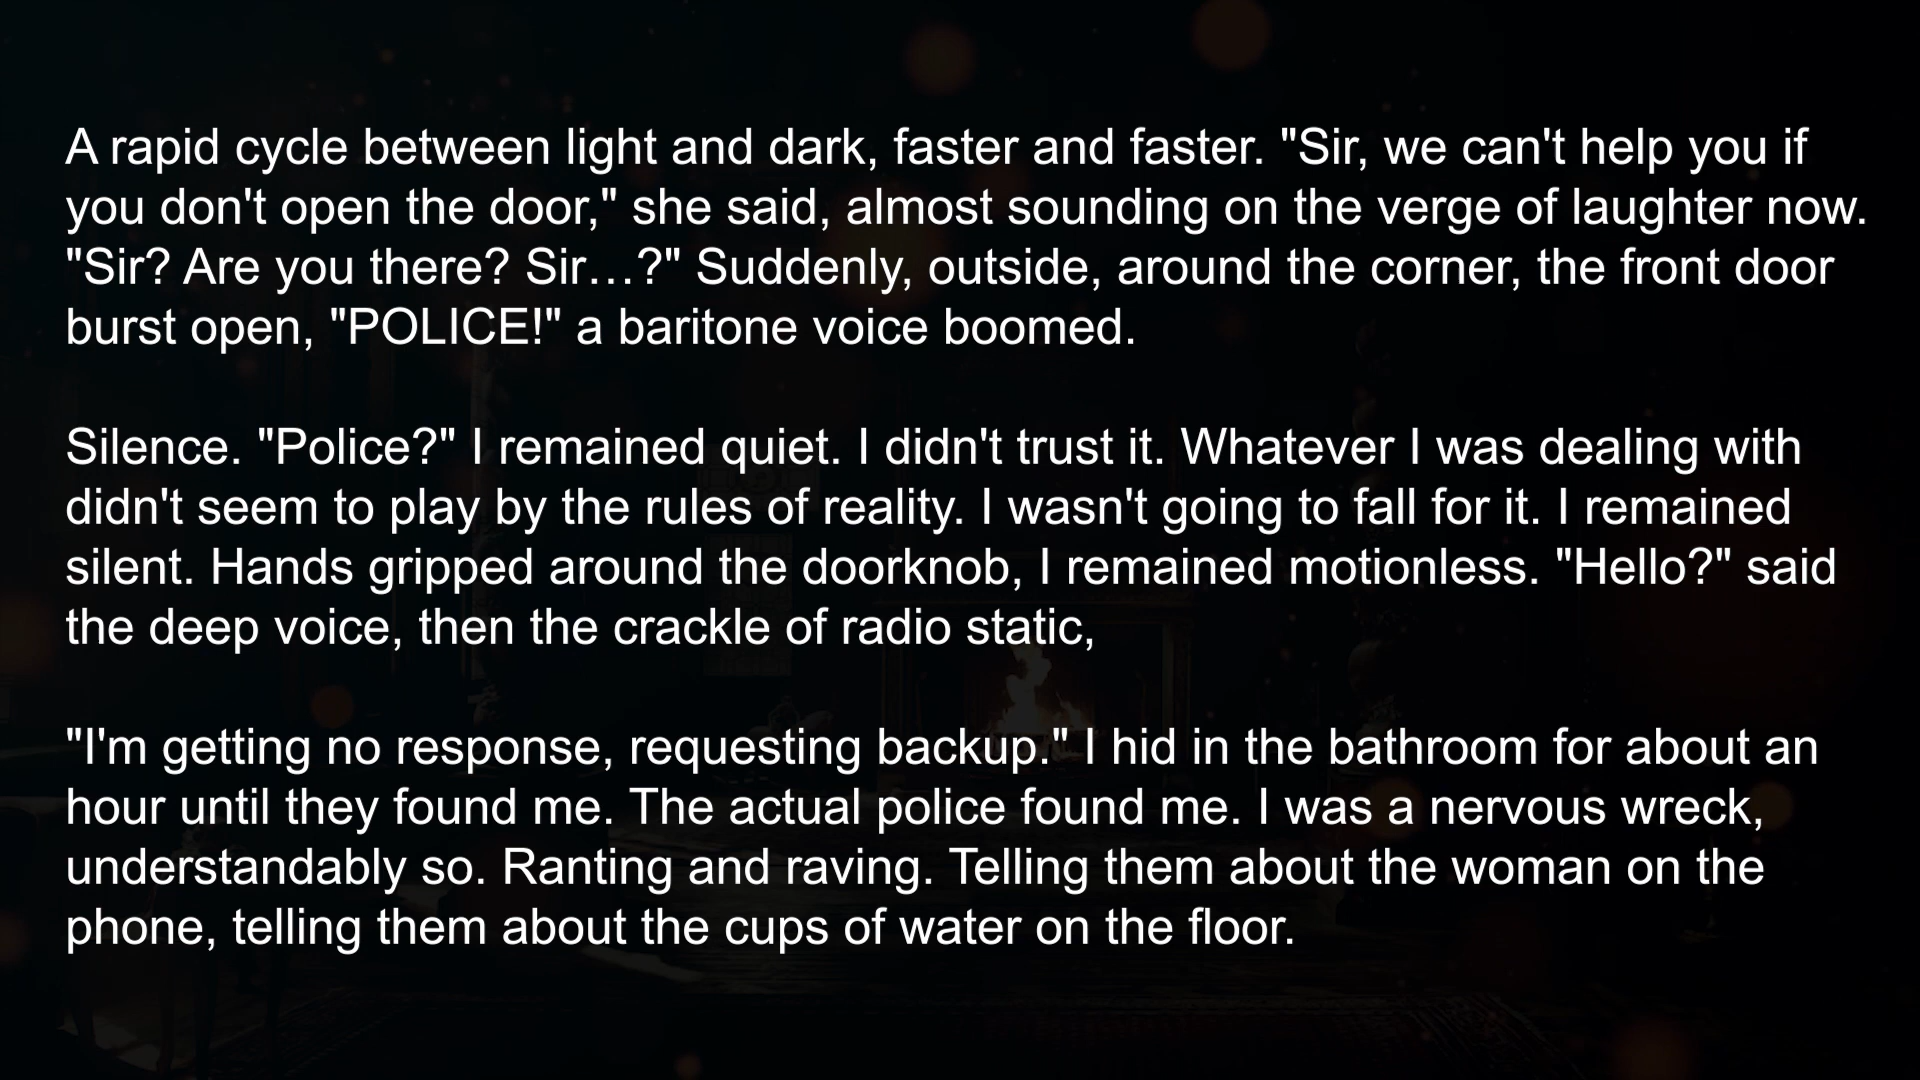 A rapid cycle between light and dark, faster and faster. "Sir, we can't help you if
you don't open the door," she said, almost sounding on the verge of laughter now.
"Sir? Are you there? Sir…?" Suddenly, outside, around the corner, the front door
burst open, "POLICE!" a baritone voice boomed.
Silence. "Police?" I remained quiet. I didn't trust it. Whatever I was dealing with
didn't seem to play by the rules of reality. I wasn't going to fall for it. I remained
silent. Hands gripped around the doorknob, I remained motionless. "Hello?" said
the deep voice, then the crackle of radio static,
"I'm getting no response, requesting backup." I hid in the bathroom for about an
hour until they found me. The actual police found me. I was a nervous wreck,
understandably so. Ranting and raving. Telling them about the woman on the
phone, telling them about the cups of water on the floor.